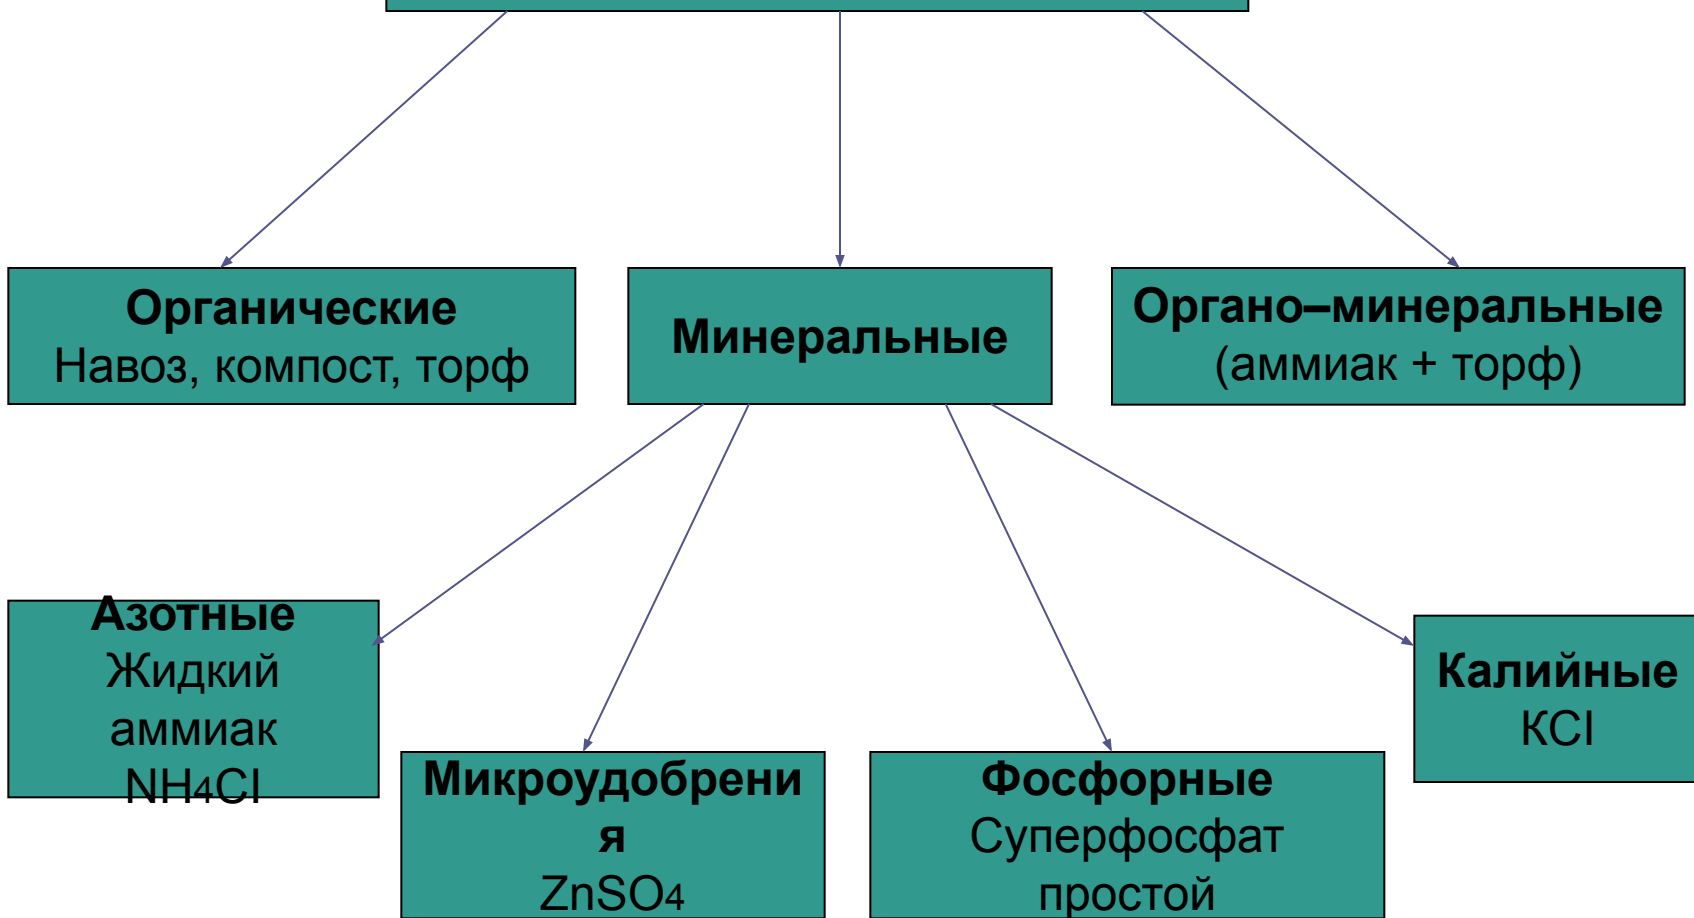 Органические
Навоз, компост, торф
Минеральные
Органо–минеральные
(аммиак + торф)
Азотные
Жидкий
аммиак
NH4Cl
Микроудобрени
я
ZnSO4
Фосфорные
Суперфосфат
простой
Калийные
KCl